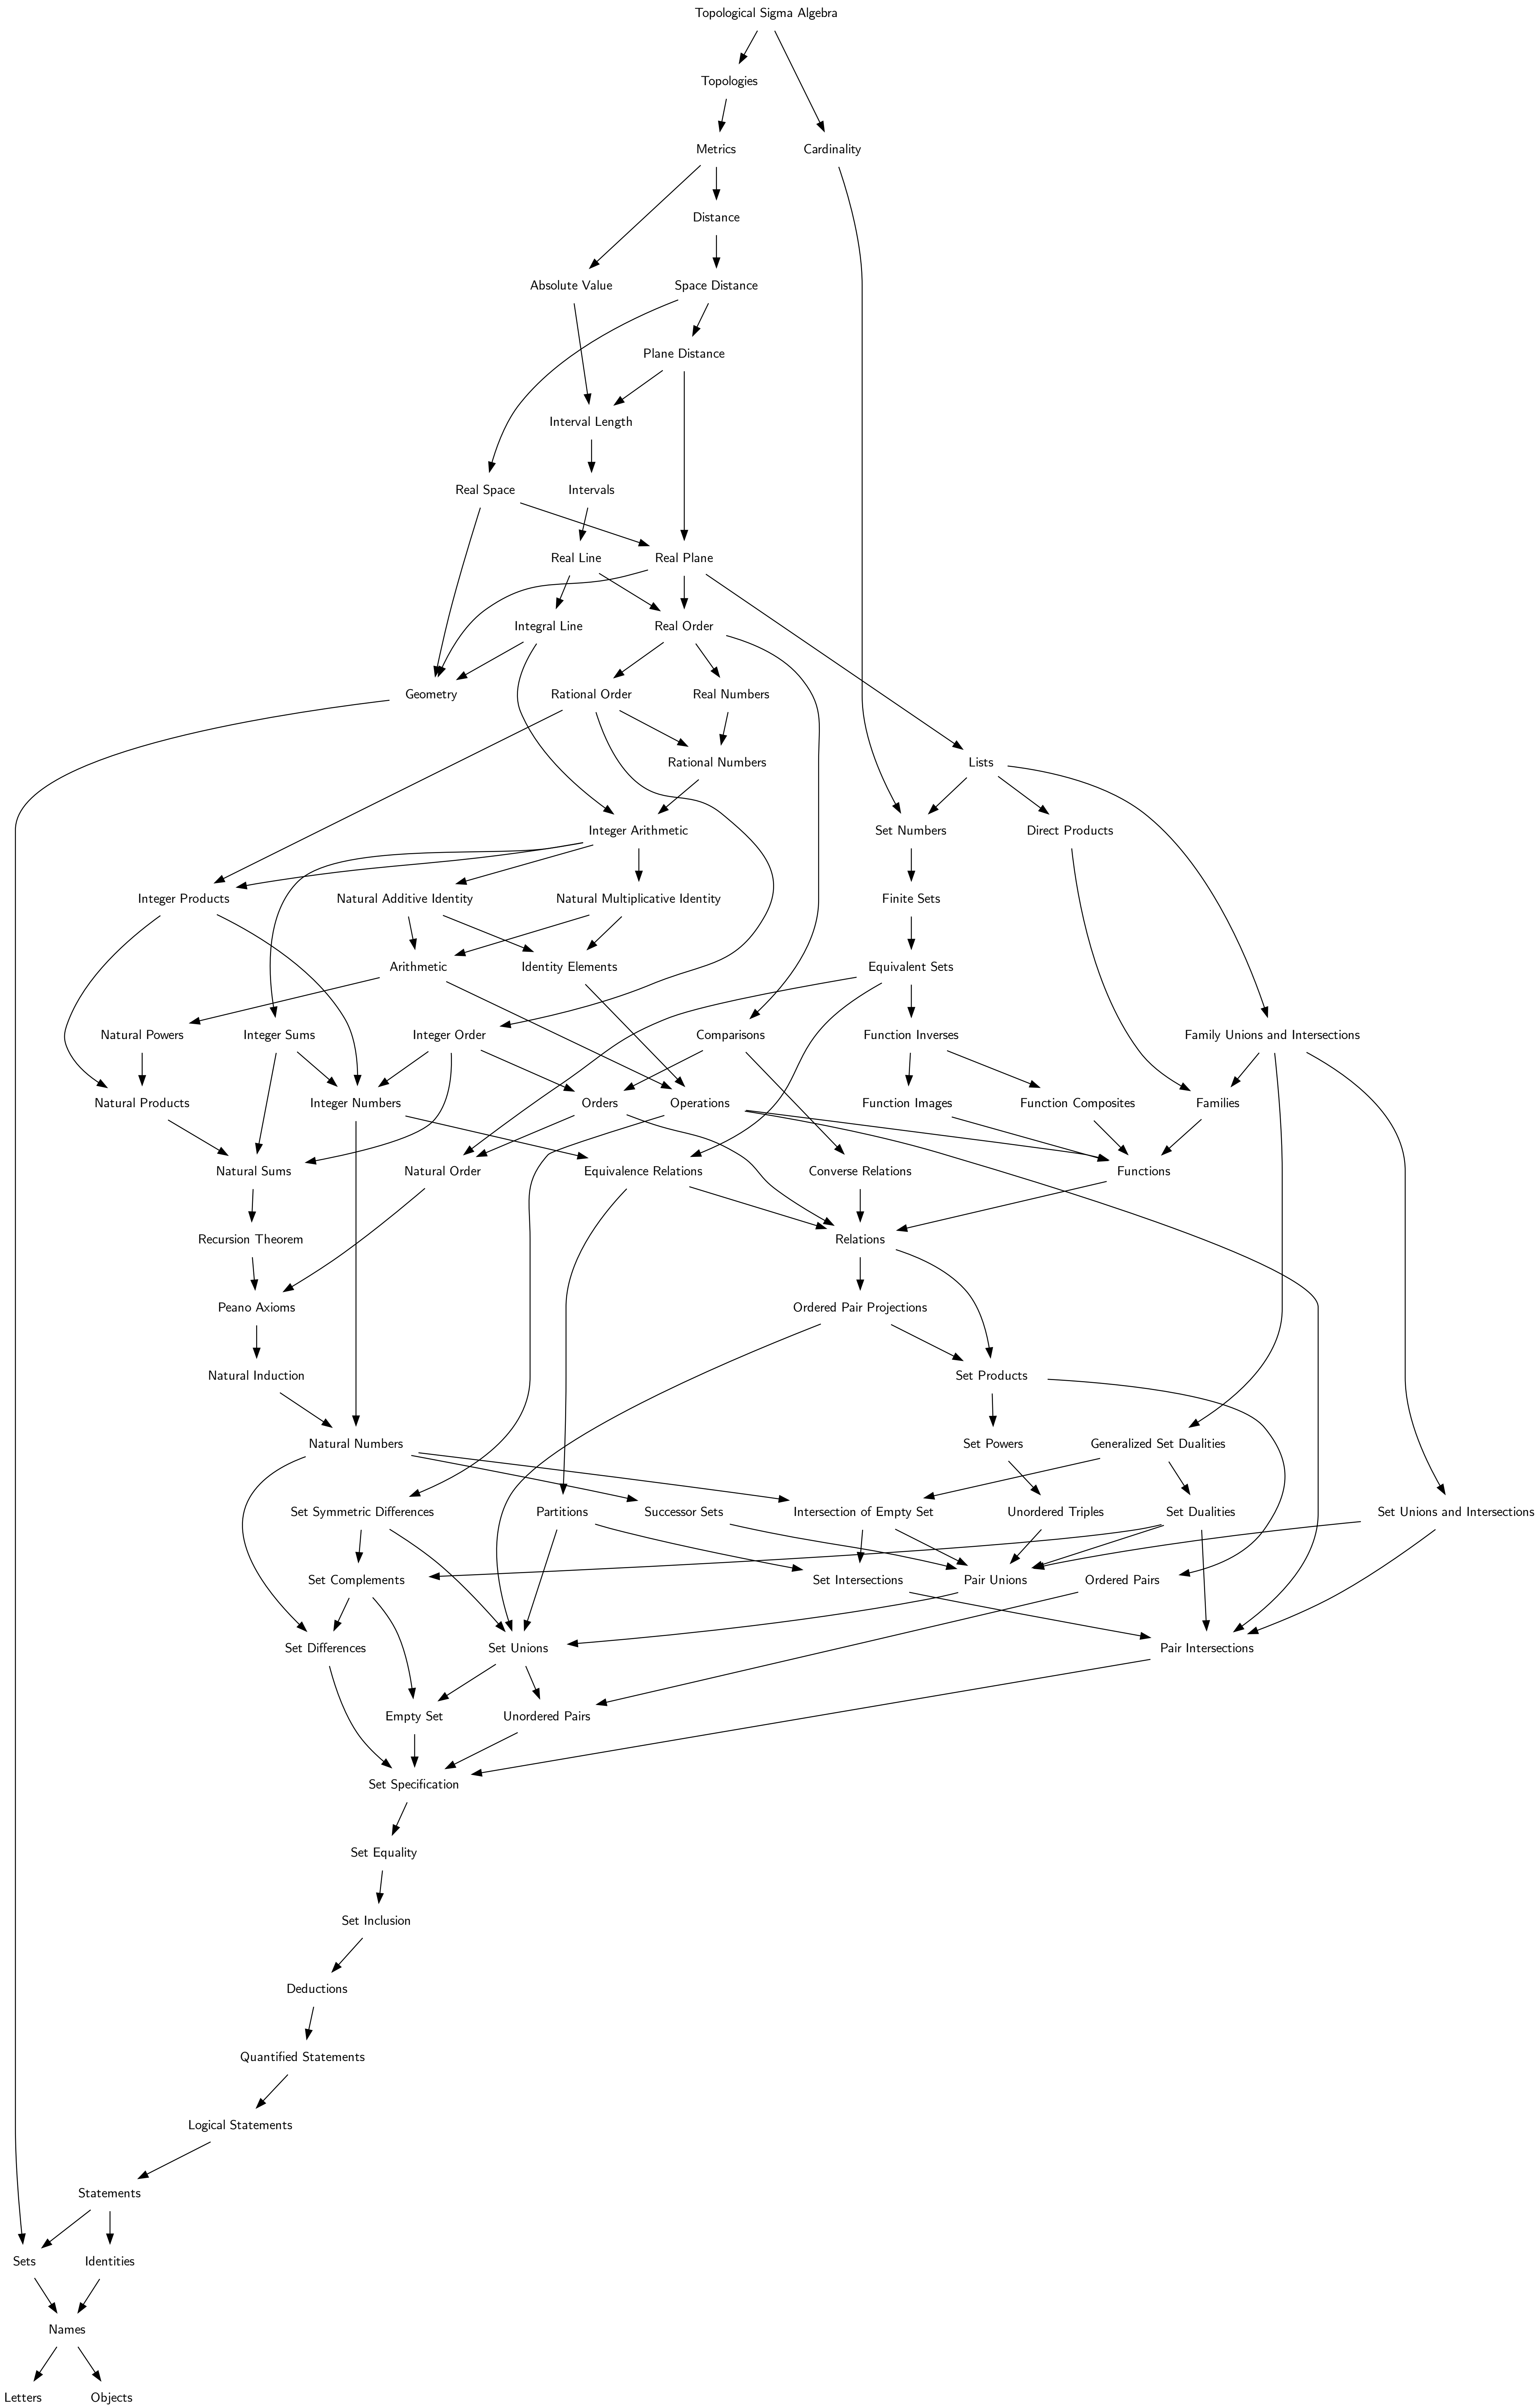 Topological Sigma Algebra
Topologies
Metrics
Cardinality
Distance
Absolute Value
Space Distance
Plane Distance
Interval Length
Real Space
Intervals
Real Line
Real Plane
Integral Line
Real Order
Geometry
Rational Order
Real Numbers
Rational Numbers
Lists
Integer Arithmetic
Set Numbers
Direct Products
Integer Products
Natural Additive Identity
Natural Multiplicative Identity
Finite Sets
Arithmetic
Identity Elements
Equivalent Sets
Natural Powers
Integer Sums
Integer Order
Comparisons
Function Inverses
Family Unions and Intersections
Natural Products
Integer Numbers
Orders
Operations
Function Images
Function Composites
Families
Natural Sums
Natural Order
Equivalence Relations
Converse Relations
Functions
Recursion Theorem
Relations
Peano Axioms
Ordered Pair Projections
Natural Induction
Set Products
Natural Numbers
Set Powers
Generalized Set Dualities
Set Symmetric Differences
Partitions
Successor Sets
Intersection of Empty Set
Unordered Triples
Set Dualities
Set Unions and Intersections
Set Complements
Set Intersections
Pair Unions
Ordered Pairs
Set Differences
Set Unions
Pair Intersections
Empty Set
Unordered Pairs
Set Specification
Set Equality
Set Inclusion
Deductions
Quantified Statements
Logical Statements
Statements
Sets
Identities
Names
Letters
Objects